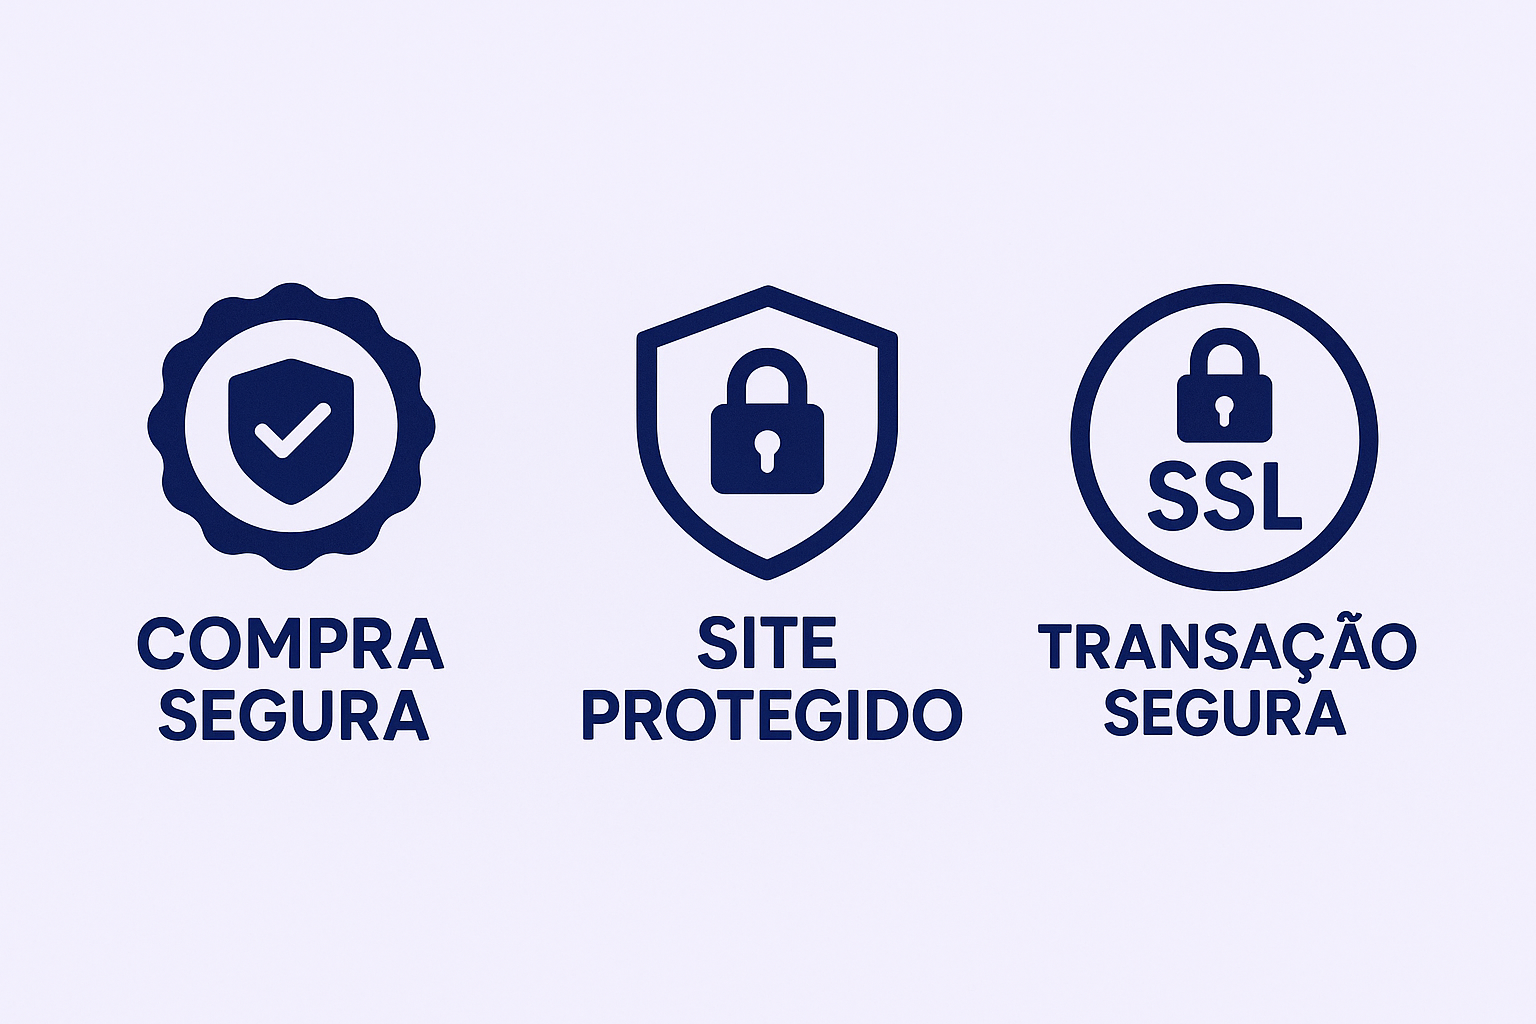 SSL
COMPRA
SEGURA
SITE
PROTEGIDO
TRANSAÇÃO
SEGURA